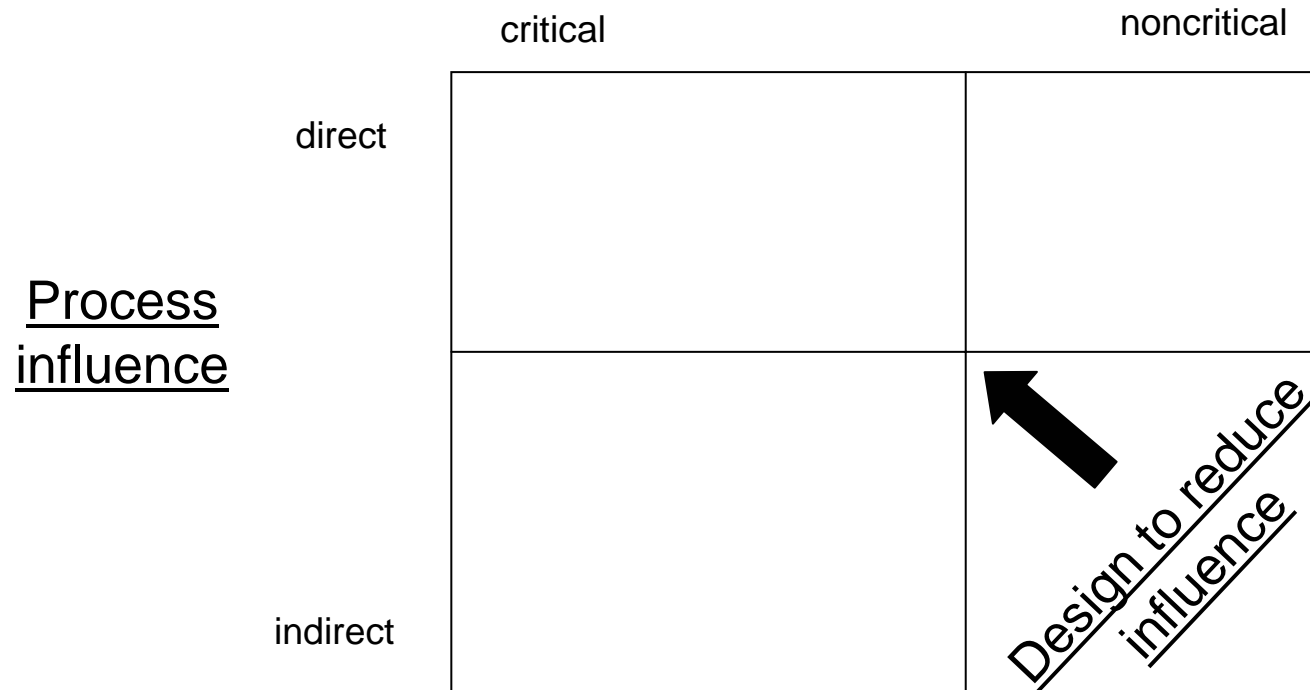 critical
noncritical
direct
Process
influence
indirect
Design to reduce
influence